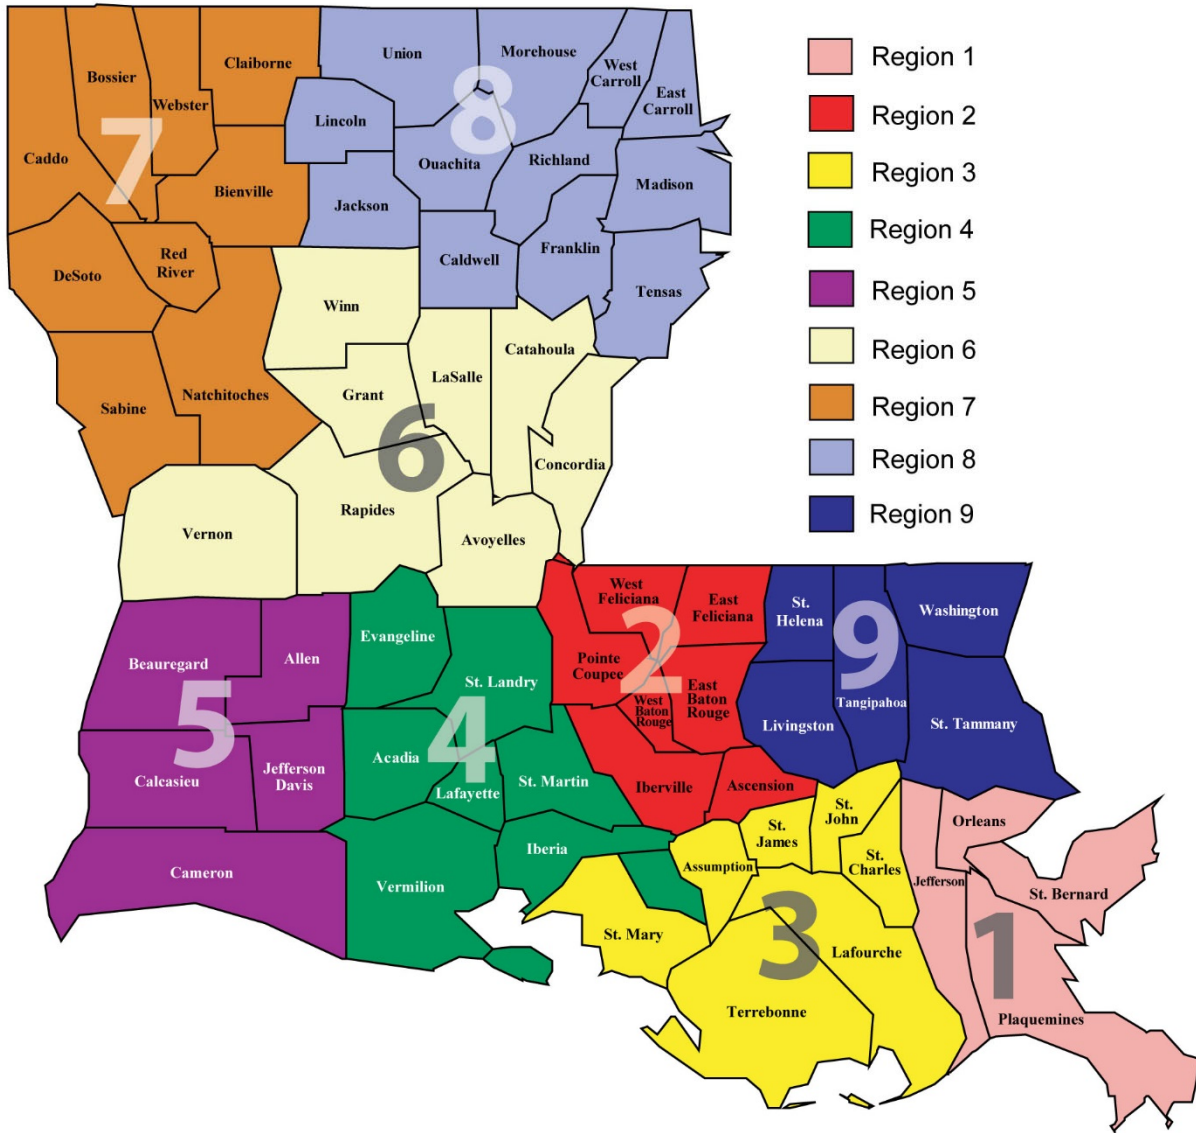 Union
Morehouse
West
Carroll
East
Carroll
Claiborne
Bossier
Webster
Lincoln
8
7
Caddo
Bienville
Ouachita
Richland
Madison
Jackson
DeSoto
Red
River
Caldwell
Franklin
Tensas
Winn
Catahoula
LaSalle
Grant
Sabine
Natchitoches
6
Concordia
Rapides
Vernon
Avoyelles
West
Feliciana
East
Feliciana
St.
Helena
Washington
Evangeline
Beauregard
Allen
2
9
Pointe
Coupee
St. Landry
East
Baton
Rouge
West
Baton
Rouge
Tangipahoa
Livingston
St. Tammany
5
4
Acadia
Calcasieu
Jefferson
Davis
Lafayette
St. Martin
Iberville
Ascension
St.
John
Orleans
St.
James
Iberia
Assumption
St.
Charles
Jefferson
Cameron
Vermilion
St. Bernard
St. Mary
3
Lafourche
1
Terrebonne
Plaquemines
Region 1
Region 2
Region 3
Region 4
Region 5
Region 6
Region 7
Region 8
Region 9